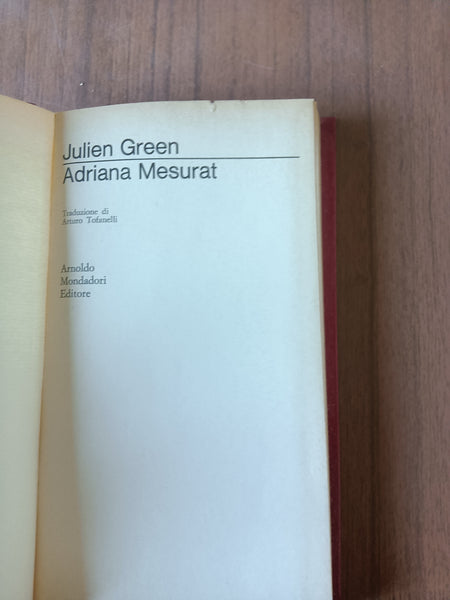 Julien Green
Adriana Mesurat
Traduzione di
Arturo Tofanelli
Arnoldo
Mondadori
Editore